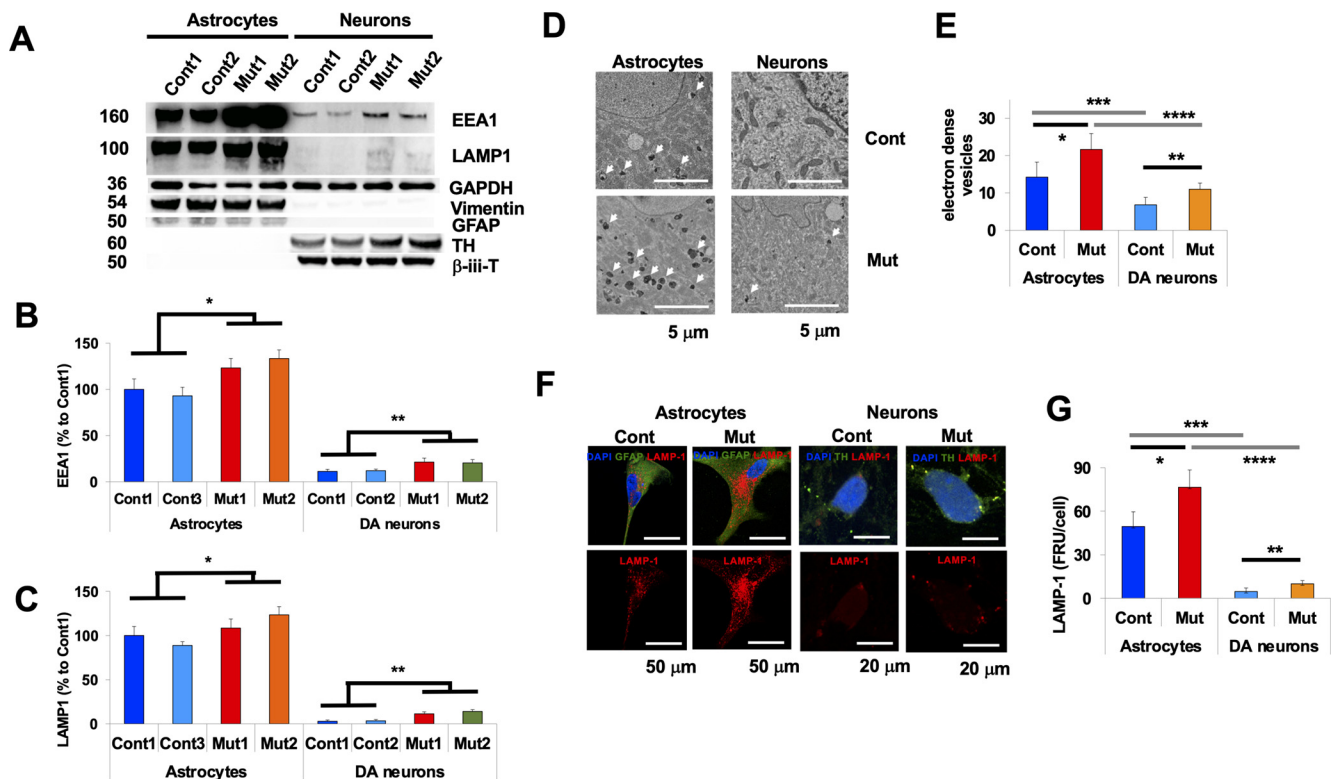 A
Astrocytes Neurons
Cont1 Cont2 Mut1 Mut2 Cont1 Cont2 Mut1 Mut2
160 EEA1
100 LAMP1
36 GAPDH
54 Vimentin
50 GFAP
60 TH
50 β-iii-T
B
EEA1 (% to Cont1)
150
100
50
0
*
**
Cont1 Cont3 Mut1 Mut2 Cont1 Cont2 Mut1 Mut2
Astrocytes DA neurons
C
LAMP1 (% to Cont1)
150
100
50
0
*
**
Cont1 Cont3 Mut1 Mut2 Cont1 Cont2 Mut1 Mut2
Astrocytes DA neurons
D
Astrocytes Neurons
Cont
Mut
5 μm 5 μm
E
electron dense
vesicles
30
20
10
0
***
****
*
**
Cont Mut Cont Mut
Astrocytes DA neurons
F
Astrocytes Neurons
Cont Mut Cont Mut
DAPI GFAP LAMP-1 DAPI GFAP LAMP-1 DAPI TH LAMP-1 DAPI TH LAMP-1
LAMP-1 LAMP-1 LAMP-1 LAMP-1
50 μm 50 μm 20 μm 20 μm
G
LAMP-1 (FRU/cell)
90
60
30
0
***
****
*
**
Cont Mut Cont Mut
Astrocytes DA neurons